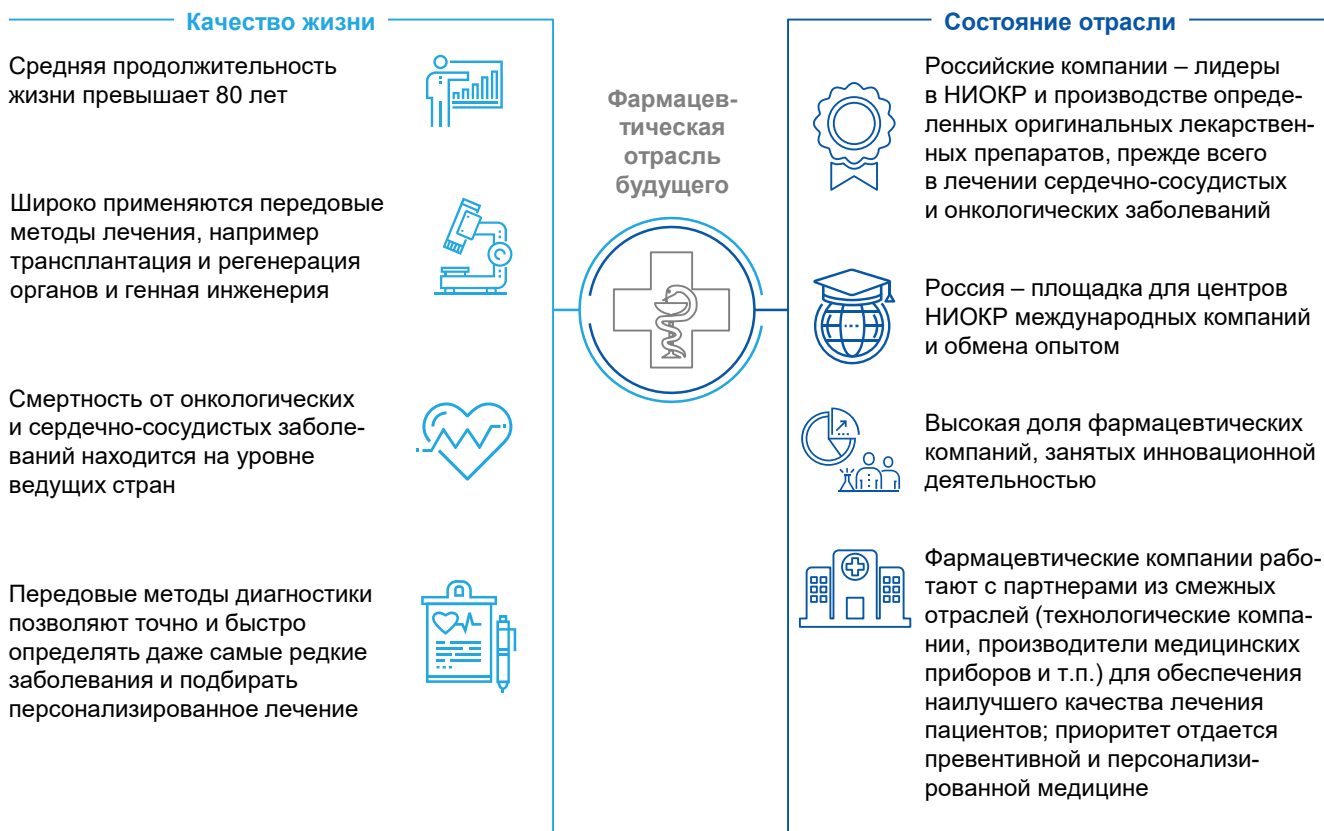 Качество жизни
Средняя продолжительность
жизни превышает 80 лет
Широко применяются передовые
методы лечения, например
трансплантация и регенерация
органов и генная инженерия
Смертность от онкологических
и сердечно-сосудистых заболе-
ваний находится на уровне
ведущих стран
Передовые методы диагностики
позволяют точно и быстро
определять даже самые редкие
заболевания и подбирать
персонализированное лечение
Фармацев-
тическая
отрасль
будущего
Состояние отрасли
Российские компании – лидеры
в НИОКР и производстве опреде-
ленных оригинальных лекарствен-
ных препаратов, прежде всего
в лечении сердечно-сосудистых
и онкологических заболеваний
Россия – площадка для центров
НИОКР международных компаний
и обмена опытом
Высокая доля фармацевтических
компаний, занятых инновационной
деятельностью
Фармацевтические компании рабо-
тают с партнерами из смежных
отраслей (технологические компа-
нии, производители медицинских
приборов и т.п.) для обеспечения
наилучшего качества лечения
пациентов; приоритет отдается
превентивной и персонализи-
рованной медицине